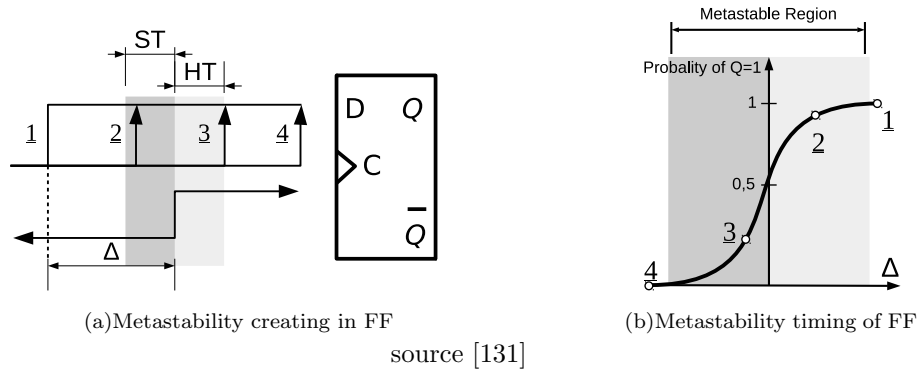 ST
HT
1 2 3 4
D Q
C
Q
Δ
(a)Metastability creating in FF
Metastable Region
Probality of Q=1
1
1
2
0,5
3
4
Δ
(b)Metastability timing of FF
source [131]